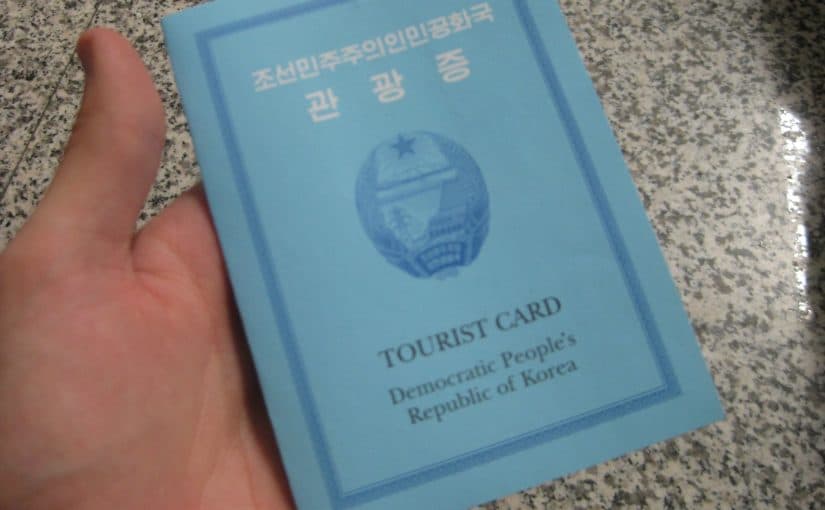 조선민주주의인민공화국
관 광 증
TOURIST CARD
Democratic People's
Republic of Korea